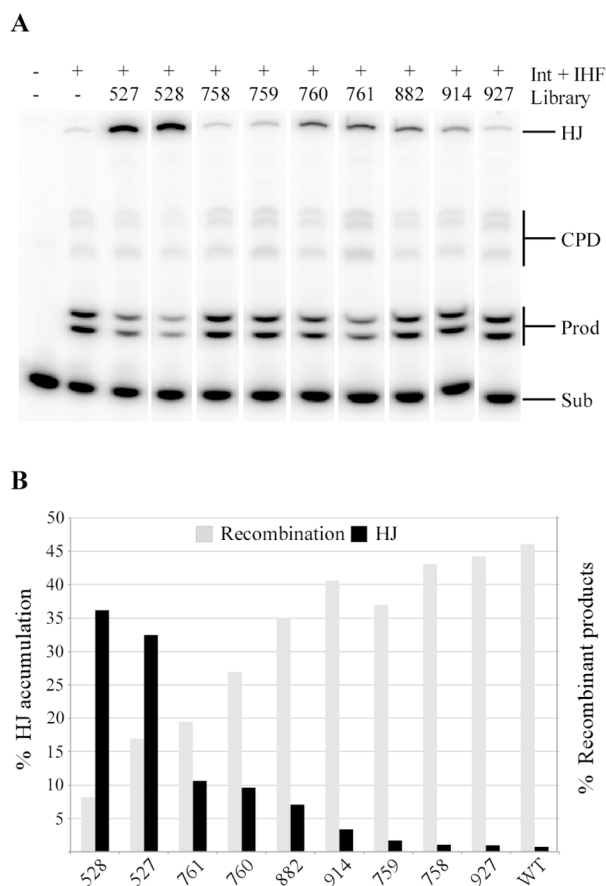 A
- + + + + + + + + + + Int + IHF
- - 527 528 758 759 760 761 882 914 927 Library
HJ
CPD
Prod
Sub
B
Recombination HJ
50
45
40
35
30
25
20
15
10
5
% HJ accumulation
% Recombinant products
528 527 761 760 882 914 759 758 927 WT